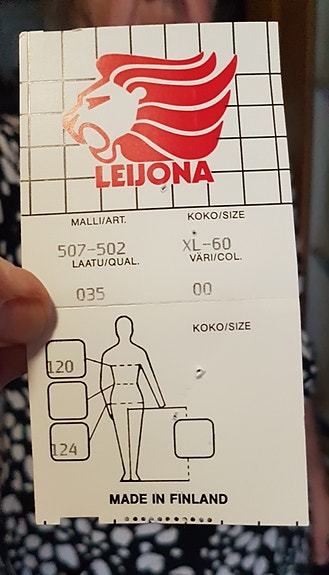 LEIJONA
MALLI/ART. KOKO/SIZE
507-502 XL-60
LAATU/QUAL. VÄRI/COL.
035 00
KOKO/SIZE
120
124
MADE IN FINLAND